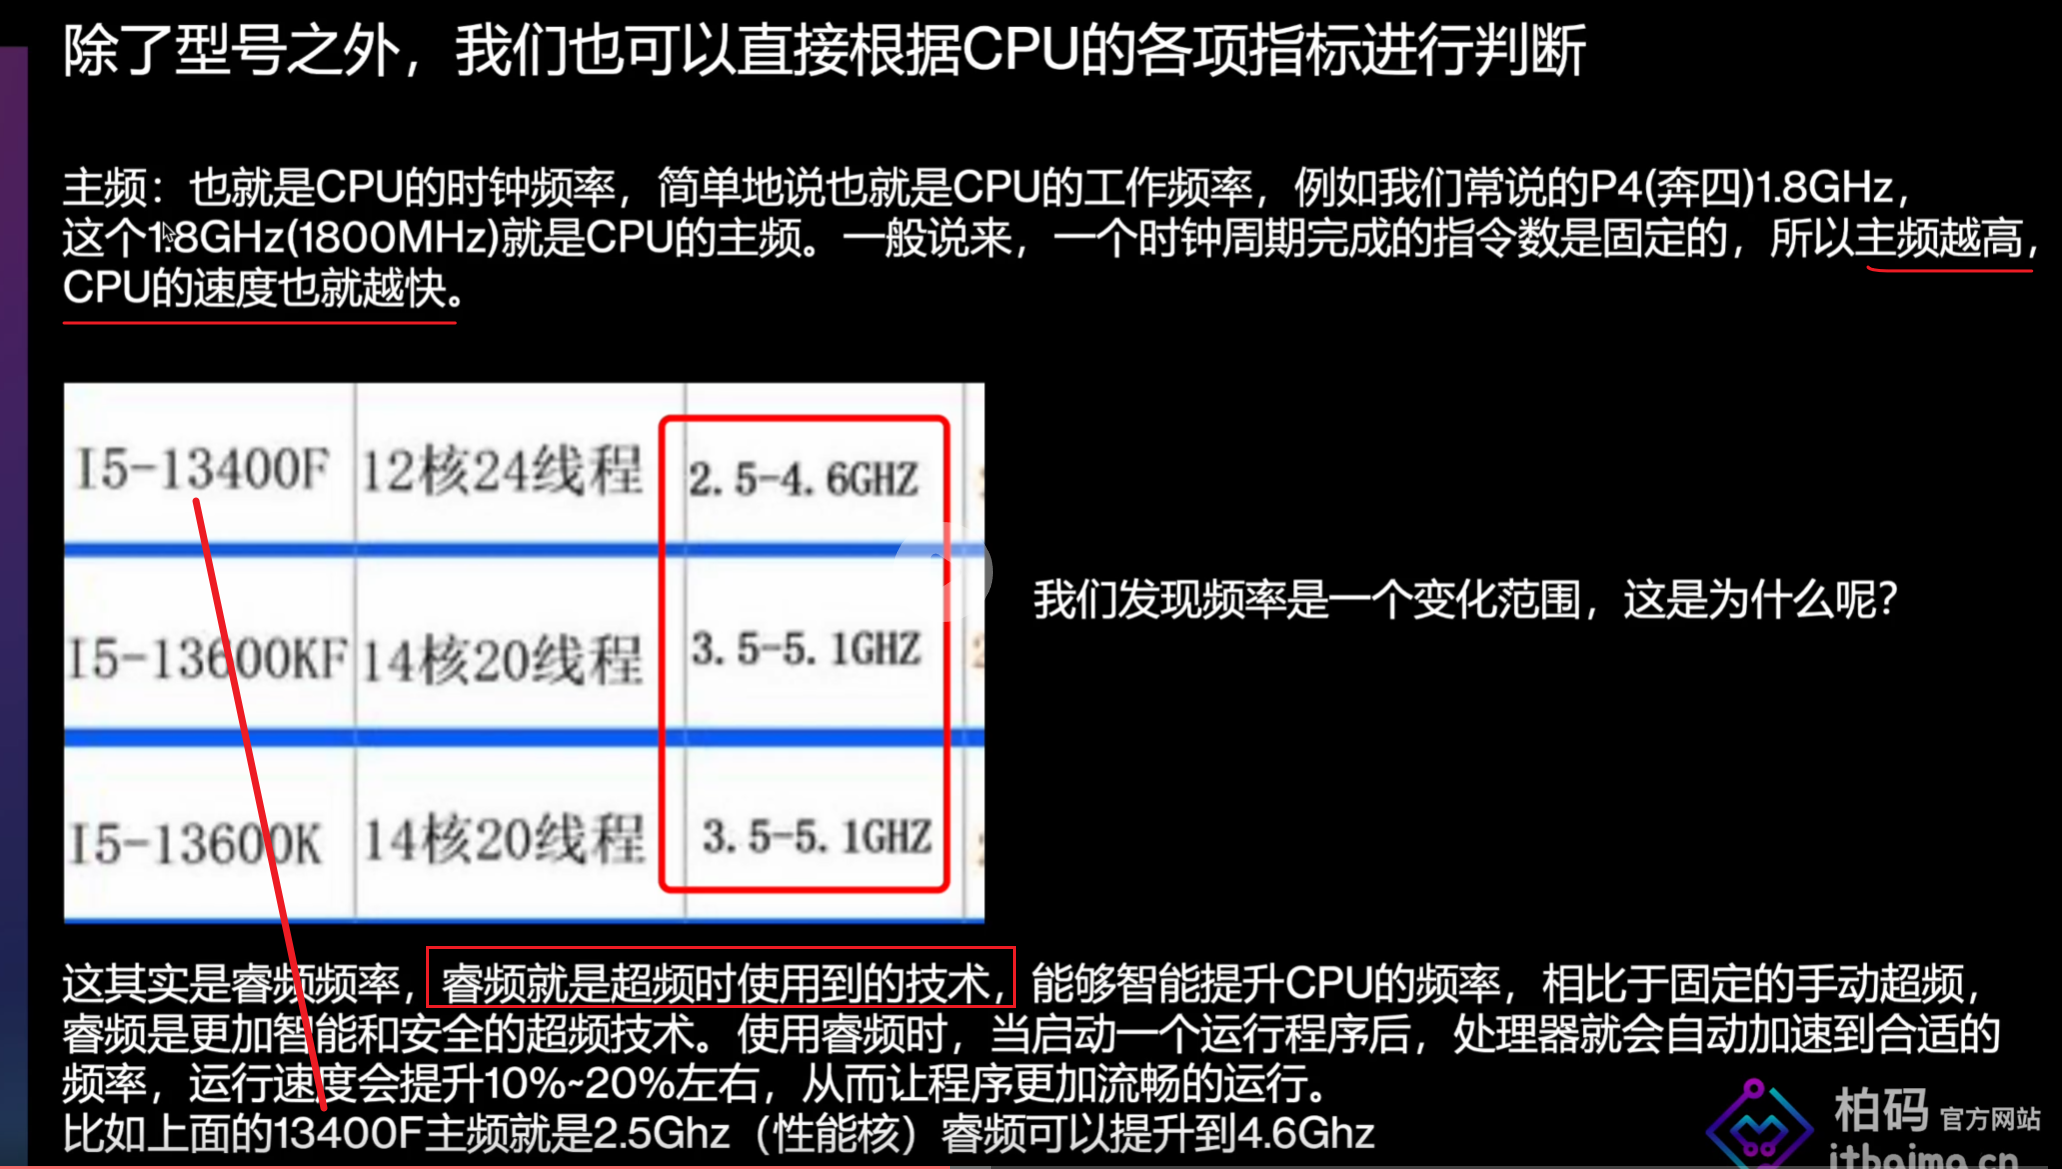 除了型号之外，我们也可以直接根据CPU的各项指标进行判断
主频：也就是CPU的时钟频率，简单地说也就是CPU的工作频率，例如我们常说的P4(奔四)1.8GHz，
这个1.8GHz(1800MHz)就是CPU的主频。一般说来，一个时钟周期完成的指令数是固定的，所以主频越高，
CPU的速度也就越快。
I5-13400F 12核24线程 2.5-4.6GHZ
I5-13600KF 14核20线程 3.5-5.1GHZ
I5-13600K 14核20线程 3.5-5.1GHZ
我们发现频率是一个变化范围，这是为什么呢？
这其实是睿频频率，睿频就是超频时使用到的技术，能够智能提升CPU的频率，相比于固定的手动超频，
睿频是更加智能和安全的超频技术。使用睿频时，当启动一个运行程序后，处理器就会自动加速到合适的
频率，运行速度会提升10%~20%左右，从而让程序更加流畅的运行。
比如上面的13400F主频就是2.5Ghz（性能核）睿频可以提升到4.6Ghz
柏码 官方网站
itbaima.cn